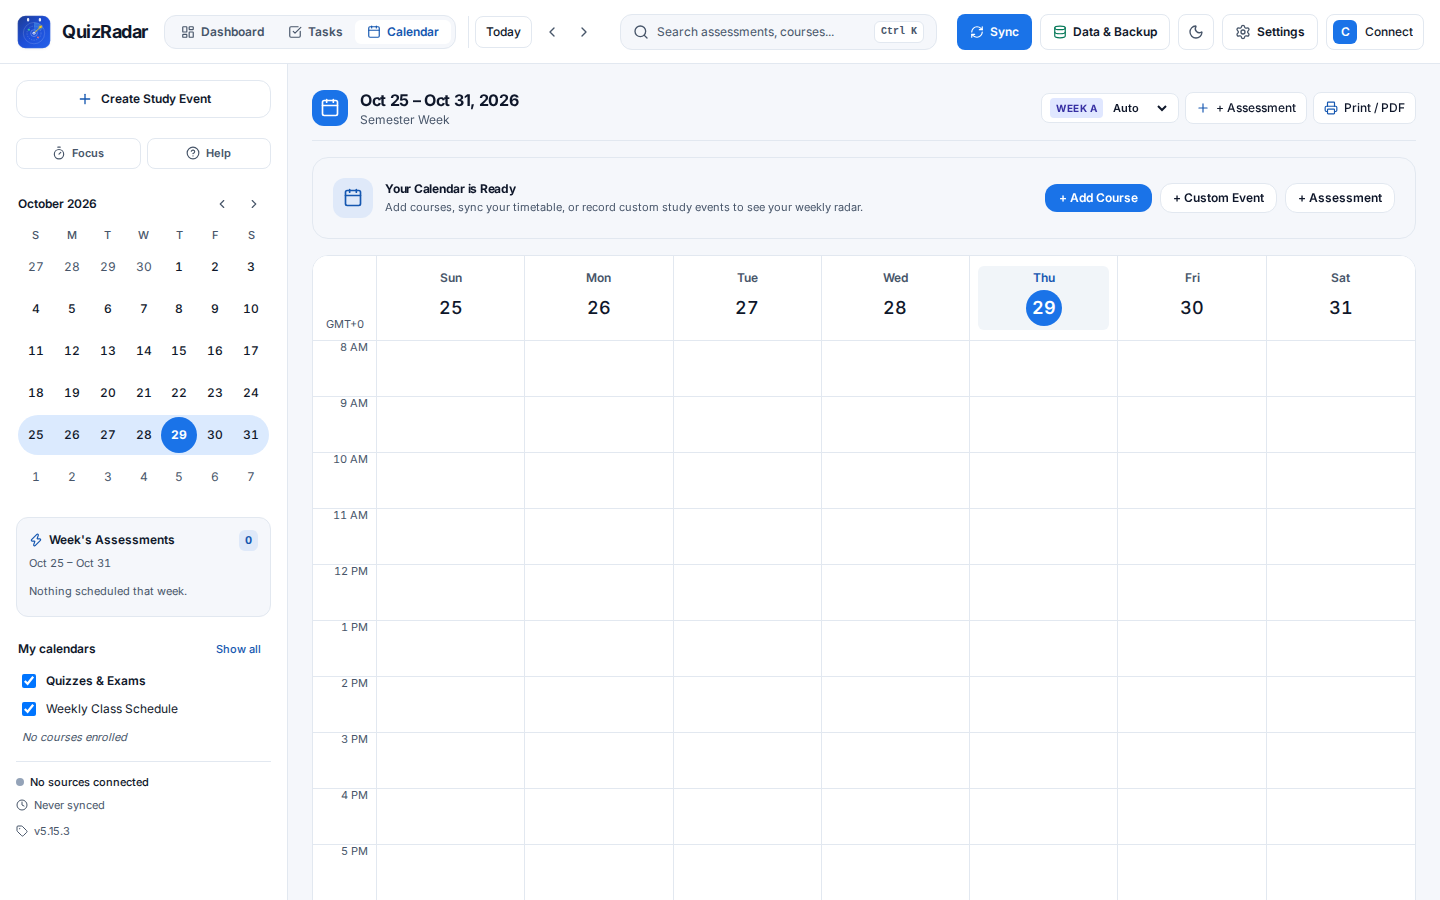 QuizRadar
Dashboard
Tasks
Calendar
Today
Search assessments, courses...
Ctrl K
Sync
Data & Backup
Settings
C
Connect
Create Study Event
Focus
Help
October 2026
S M T W T F S
27 28 29 30 1 2 3
4 5 6 7 8 9 10
11 12 13 14 15 16 17
18 19 20 21 22 23 24
25 26 27 28 29 30 31
1 2 3 4 5 6 7
Week's Assessments
0
Oct 25 – Oct 31
Nothing scheduled that week.
My calendars
Show all
Quizzes & Exams
Weekly Class Schedule
No courses enrolled
No sources connected
Never synced
v5.15.3
Oct 25 – Oct 31, 2026
Semester Week
WEEK A
Auto
+ Assessment
Print / PDF
Your Calendar is Ready
Add courses, sync your timetable, or record custom study events to see your weekly radar.
+ Add Course
+ Custom Event
+ Assessment
Sun Mon Tue Wed Thu Fri Sat
25 26 27 28 29 30 31
GMT+0
8 AM
9 AM
10 AM
11 AM
12 PM
1 PM
2 PM
3 PM
4 PM
5 PM